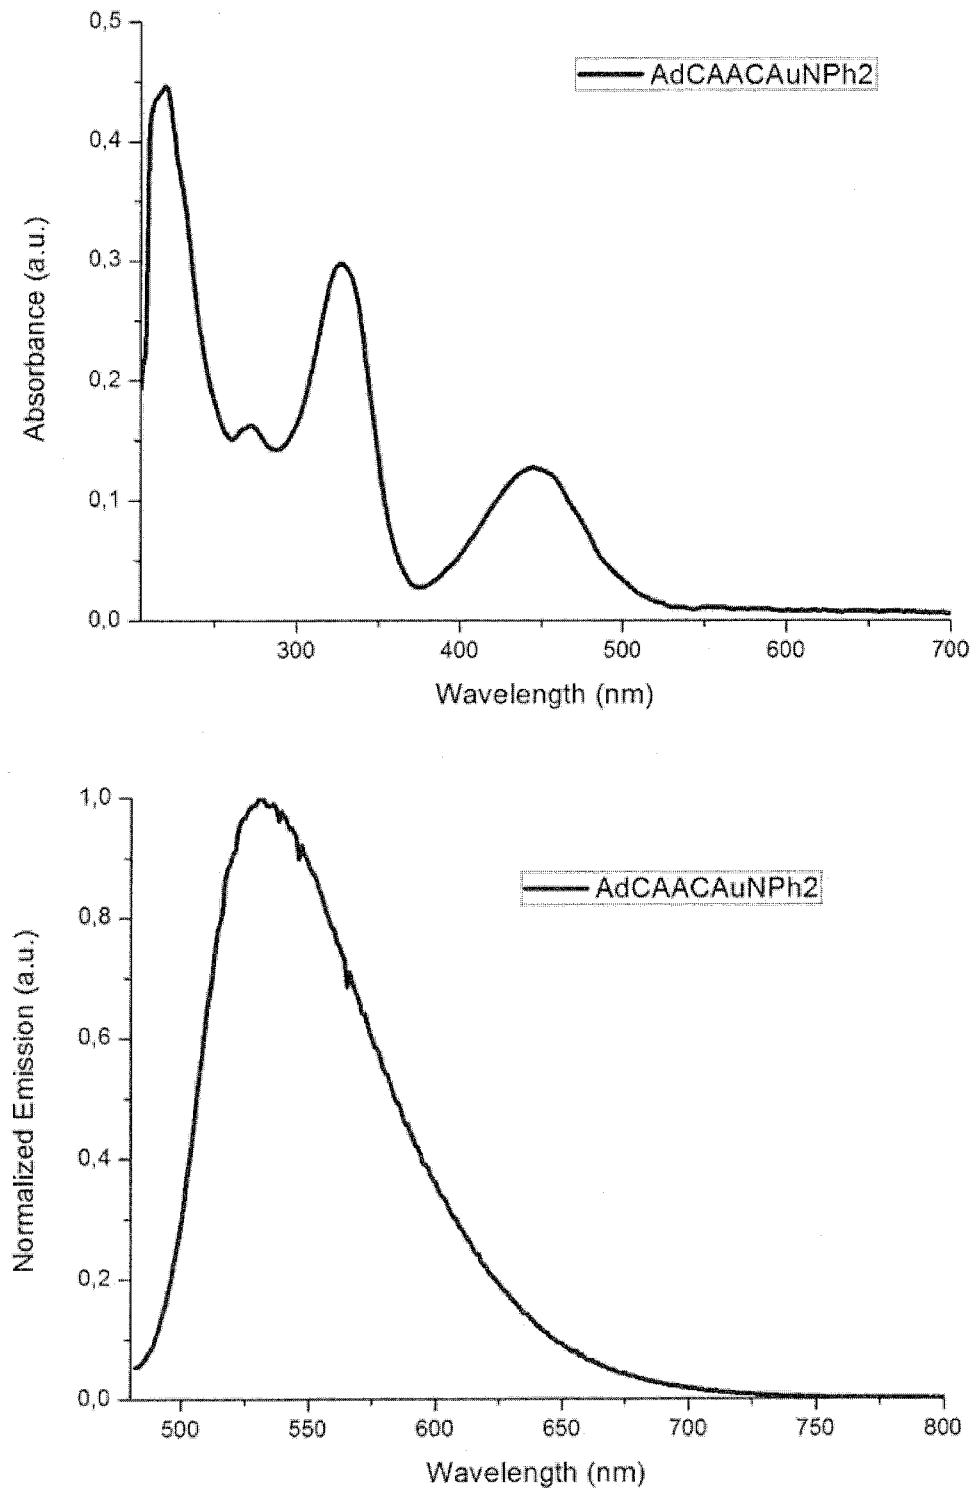 0,5
AdCAACAuNPh2
0,4
0,3
0,2
0,1
0,0
Absorbance (a.u.)
300 400 500 600 700
Wavelength (nm)
1,0
AdCAACAuNPh2
0,8
0,6
0,4
0,2
0,0
Normalized Emission (a.u.)
500 550 600 650 700 750 800
Wavelength (nm)